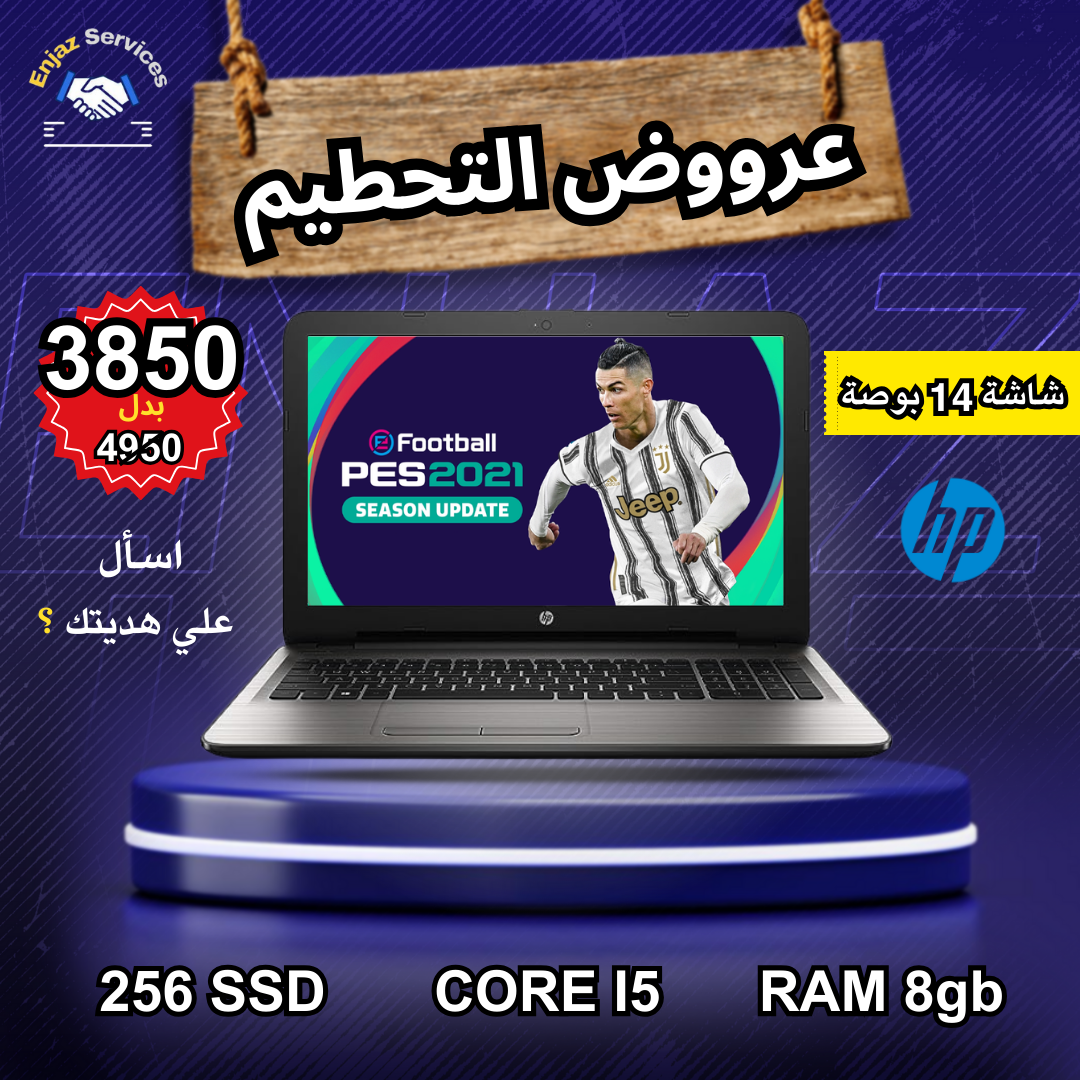 Enjaz Services
عرووض التحطيم
3850
بدل
4950
شاشة 14 بوصة
eFootball
PES2021
SEASON UPDATE
Jeep
hp
اسأل
علي هديتك ؟
hp
256 SSD
CORE I5
RAM 8gb